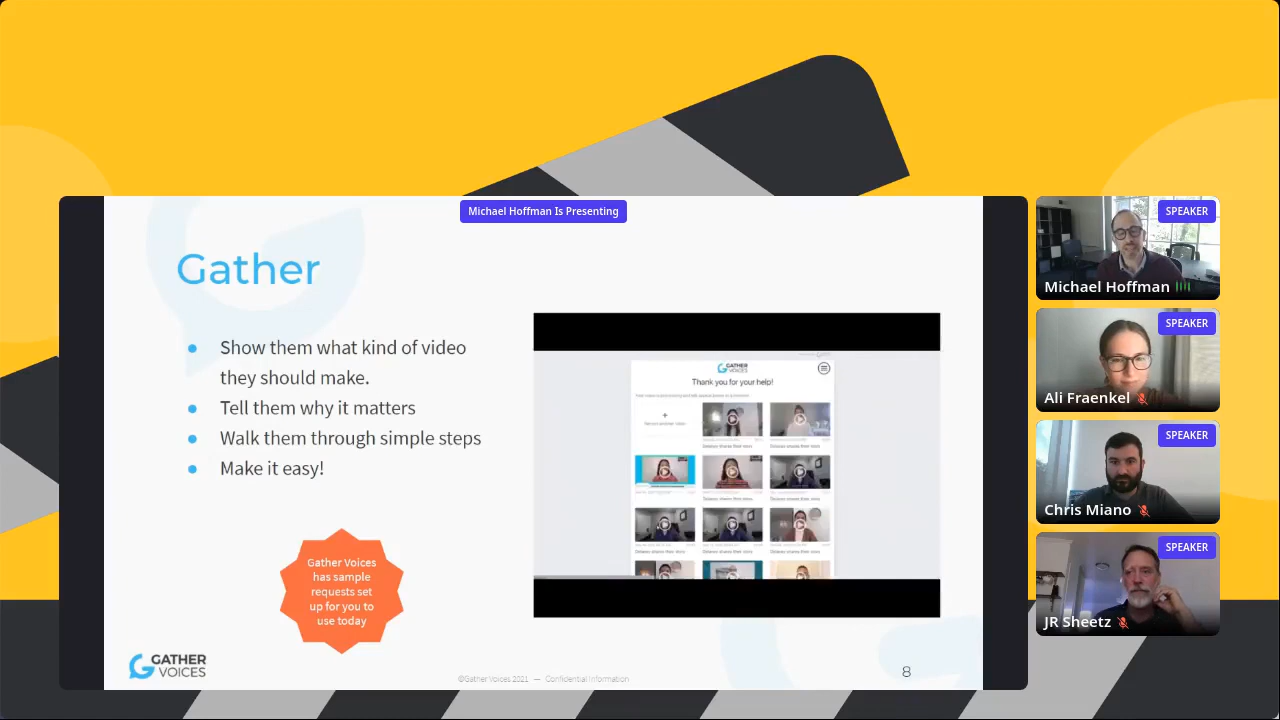 Michael Hoffman Is Presenting
Gather
Show them what kind of video
they should make.
Tell them why it matters
Walk them through simple steps
Make it easy!
Gather Voices
has sample
requests set
up for you to
use today
GATHER
VOICES
Thank you for your help!
+
GATHER
VOICES
©Gather Voices 2021 — Confidential Information
8
SPEAKER
Michael Hoffman
SPEAKER
Ali Fraenkel
SPEAKER
Chris Miano
SPEAKER
JR Sheetz